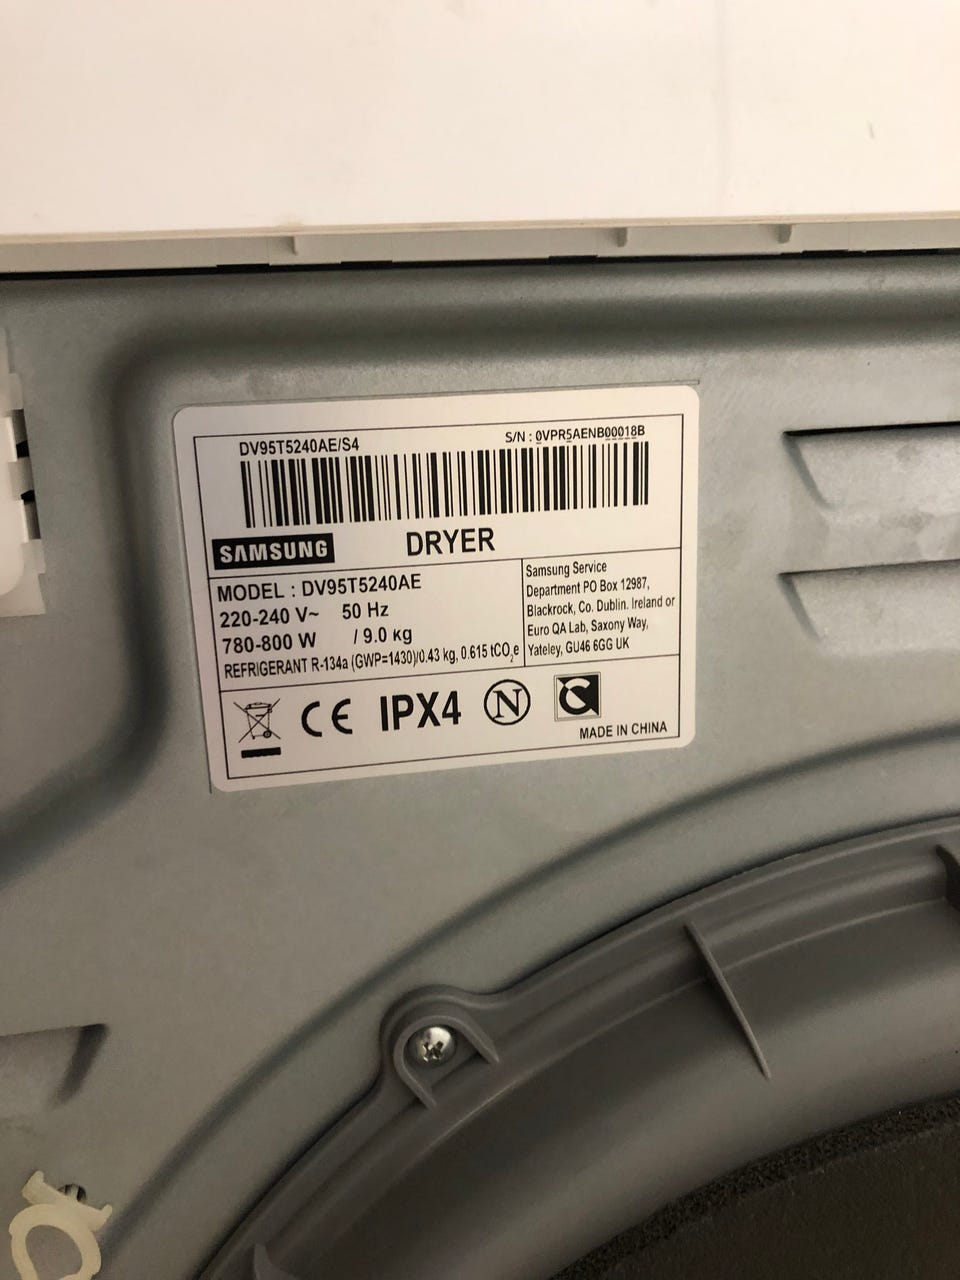 DV95T5240AE/S4
S/N : 0VPR5AENB00018B
SAMSUNG
DRYER
MODEL : DV95T5240AE
220-240 V~ 50 Hz
780-800 W / 9.0 kg
REFRIGERANT R-134a (GWP=1430)/0.43 kg, 0.615 tCO₂e
Samsung Service
Department PO Box 12987,
Blackrock, Co. Dublin. Ireland or
Euro QA Lab, Saxony Way,
Yateley, GU46 6GG UK
CE IPX4 N
MADE IN CHINA